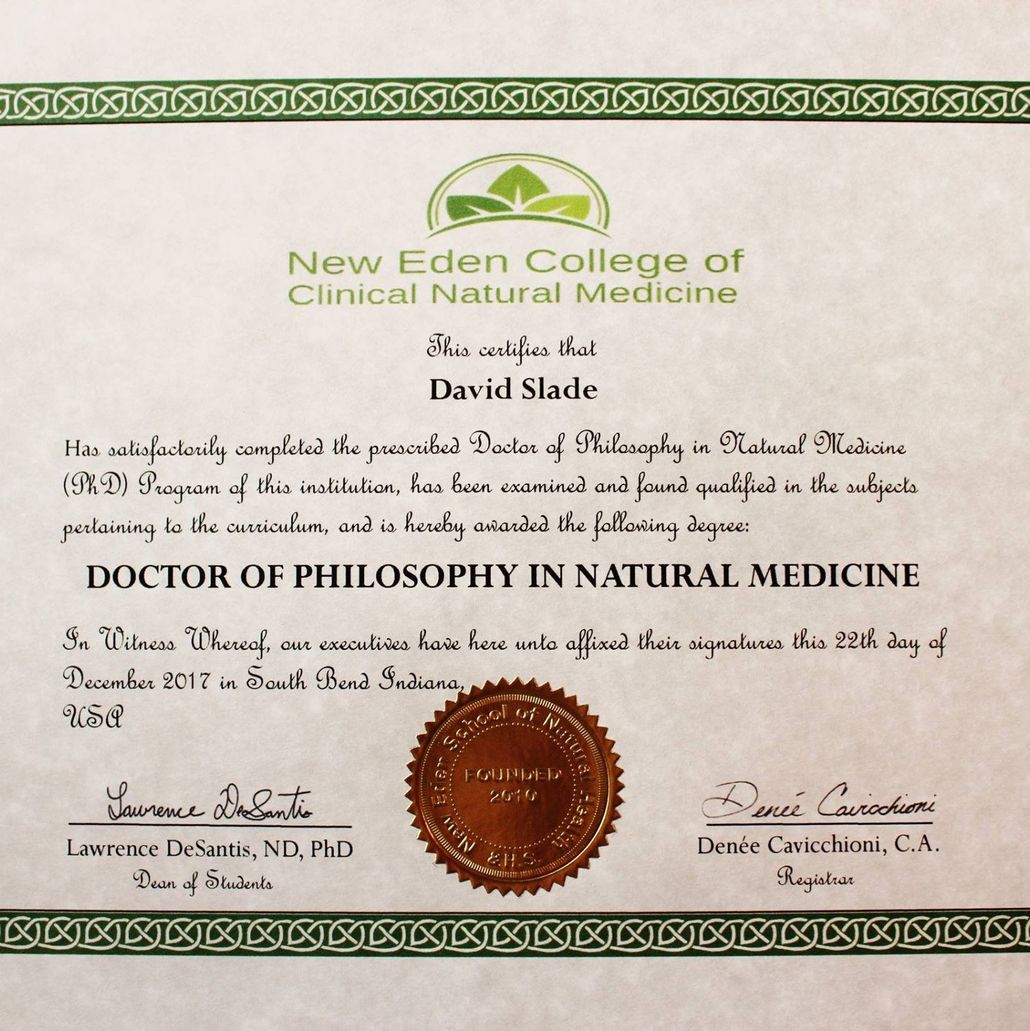 New Eden College of
Clinical Natural Medicine
This certifies that
David Slade
Has satisfactorily completed the prescribed Doctor of Philosophy in Natural Medicine
(PhD) Program of this institution, has been examined and found qualified in the subjects
pertaining to the curriculum, and is hereby awarded the following degree:
DOCTOR OF PHILOSOPHY IN NATURAL MEDICINE
In Witness Whereof, our executives have here unto affixed their signatures this 22th day of
December 2017 in South Bend Indiana,
USA
New Eden School of Natural Health
FOUNDED
2010
& H.S.
Lawrence DeSantis
Lawrence DeSantis, ND, PhD
Dean of Students
Denée Cavicchioni
Denée Cavicchioni, C.A.
Registrar